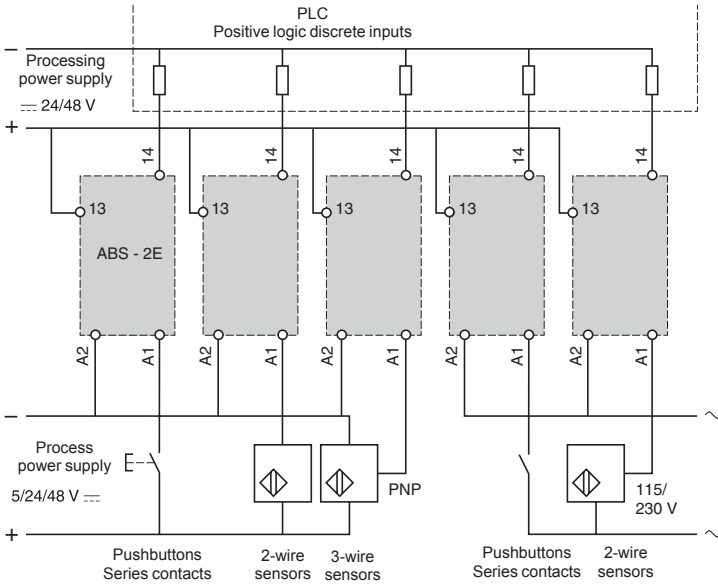 PLC
Positive logic discrete inputs
–
Processing
power supply
⎓ 24/48 V
+
14
14
14
14
14
13
13
13
13
13
ABS - 2E
A2
A1
A2
A1
A2
A1
A2
A1
A2
A1
–
~
Process
power supply
5/24/48 V ⎓
PNP
115/
230 V
+
~
Pushbuttons
Series contacts
2-wire
sensors
3-wire
sensors
Pushbuttons
Series contacts
2-wire
sensors